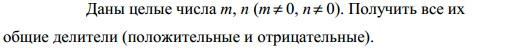 Даны целые числа m, n (m ≠ 0, n ≠ 0). Получить все их
общие делители (положительные и отрицательные).